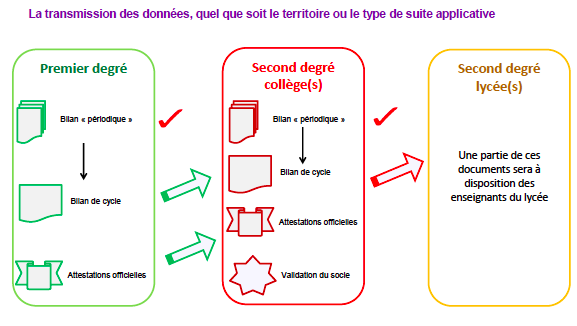 La transmission des données, quel que soit le territoire ou le type de suite applicative
Premier degré
Bilan « périodique »
Bilan de cycle
Attestations officielles
Second degré
collège(s)
Bilan « périodique »
Bilan de cycle
Attestations officielles
Validation du socle
Second degré
lycée(s)
Une partie de ces
documents sera à
disposition des
enseignants du lycée